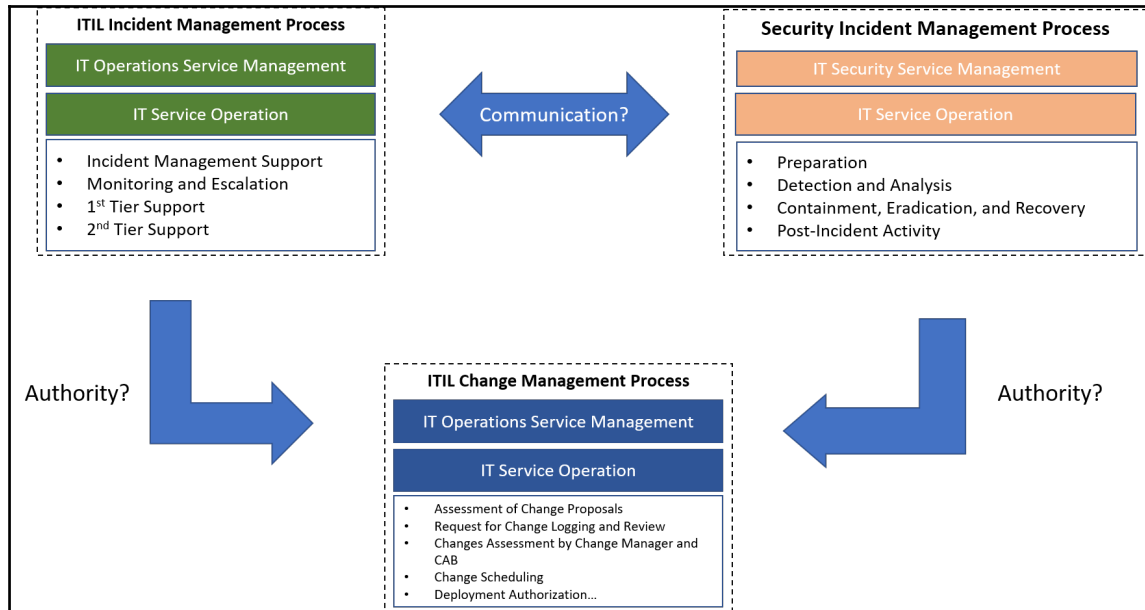 ITIL Incident Management Process
IT Operations Service Management
IT Service Operation
• Incident Management Support
• Monitoring and Escalation
• 1st Tier Support
• 2nd Tier Support
Communication?
Security Incident Management Process
IT Security Service Management
IT Service Operation
• Preparation
• Detection and Analysis
• Containment, Eradication, and Recovery
• Post-Incident Activity
Authority?
Authority?
ITIL Change Management Process
IT Operations Service Management
IT Service Operation
• Assessment of Change Proposals
• Request for Change Logging and Review
• Changes Assessment by Change Manager and
CAB
• Change Scheduling
• Deployment Authorization...